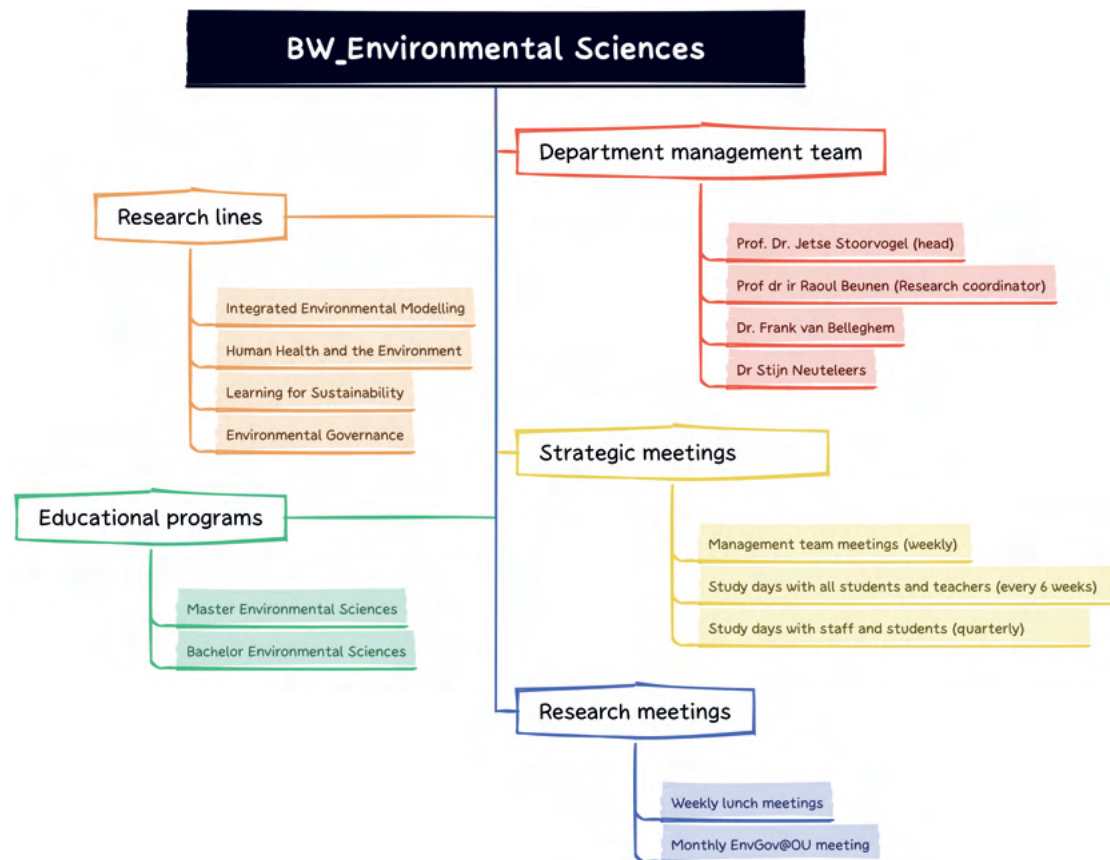 BW_Environmental Sciences
Department management team
Prof. Dr. Jetse Stoorvogel (head)
Prof dr ir Raoul Beunen (Research coordinator)
Dr. Frank van Belleghem
Dr Stijn Neuteleers
Research lines
Integrated Environmental Modelling
Human Health and the Environment
Learning for Sustainability
Environmental Governance
Strategic meetings
Management team meetings (weekly)
Study days with all students and teachers (every 6 weeks)
Study days with staff and students (quarterly)
Educational programs
Master Environmental Sciences
Bachelor Environmental Sciences
Research meetings
Weekly lunch meetings
Monthly EnvGov@OU meeting